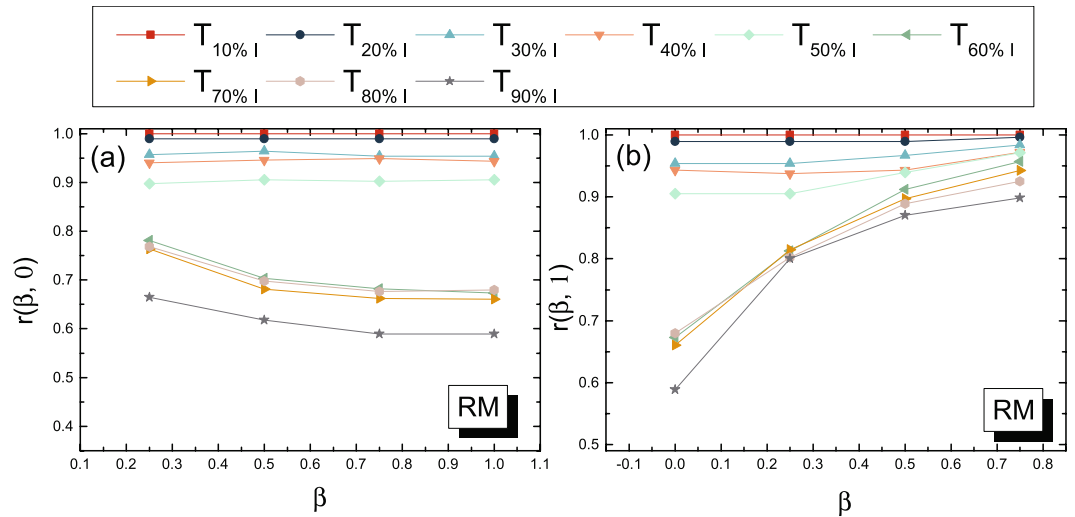 T10% I T20% I T30% I T40% I T50% I T60% I
T70% I T80% I T90% I
(a)
r(β, 0)
1.0
0.9
0.8
0.7
0.6
0.5
0.4
RM
0.1 0.2 0.3 0.4 0.5 0.6 0.7 0.8 0.9 1.0 1.1
β
(b)
r(β, 1)
1.0
0.9
0.8
0.7
0.6
0.5
RM
-0.1 0.0 0.1 0.2 0.3 0.4 0.5 0.6 0.7 0.8
β